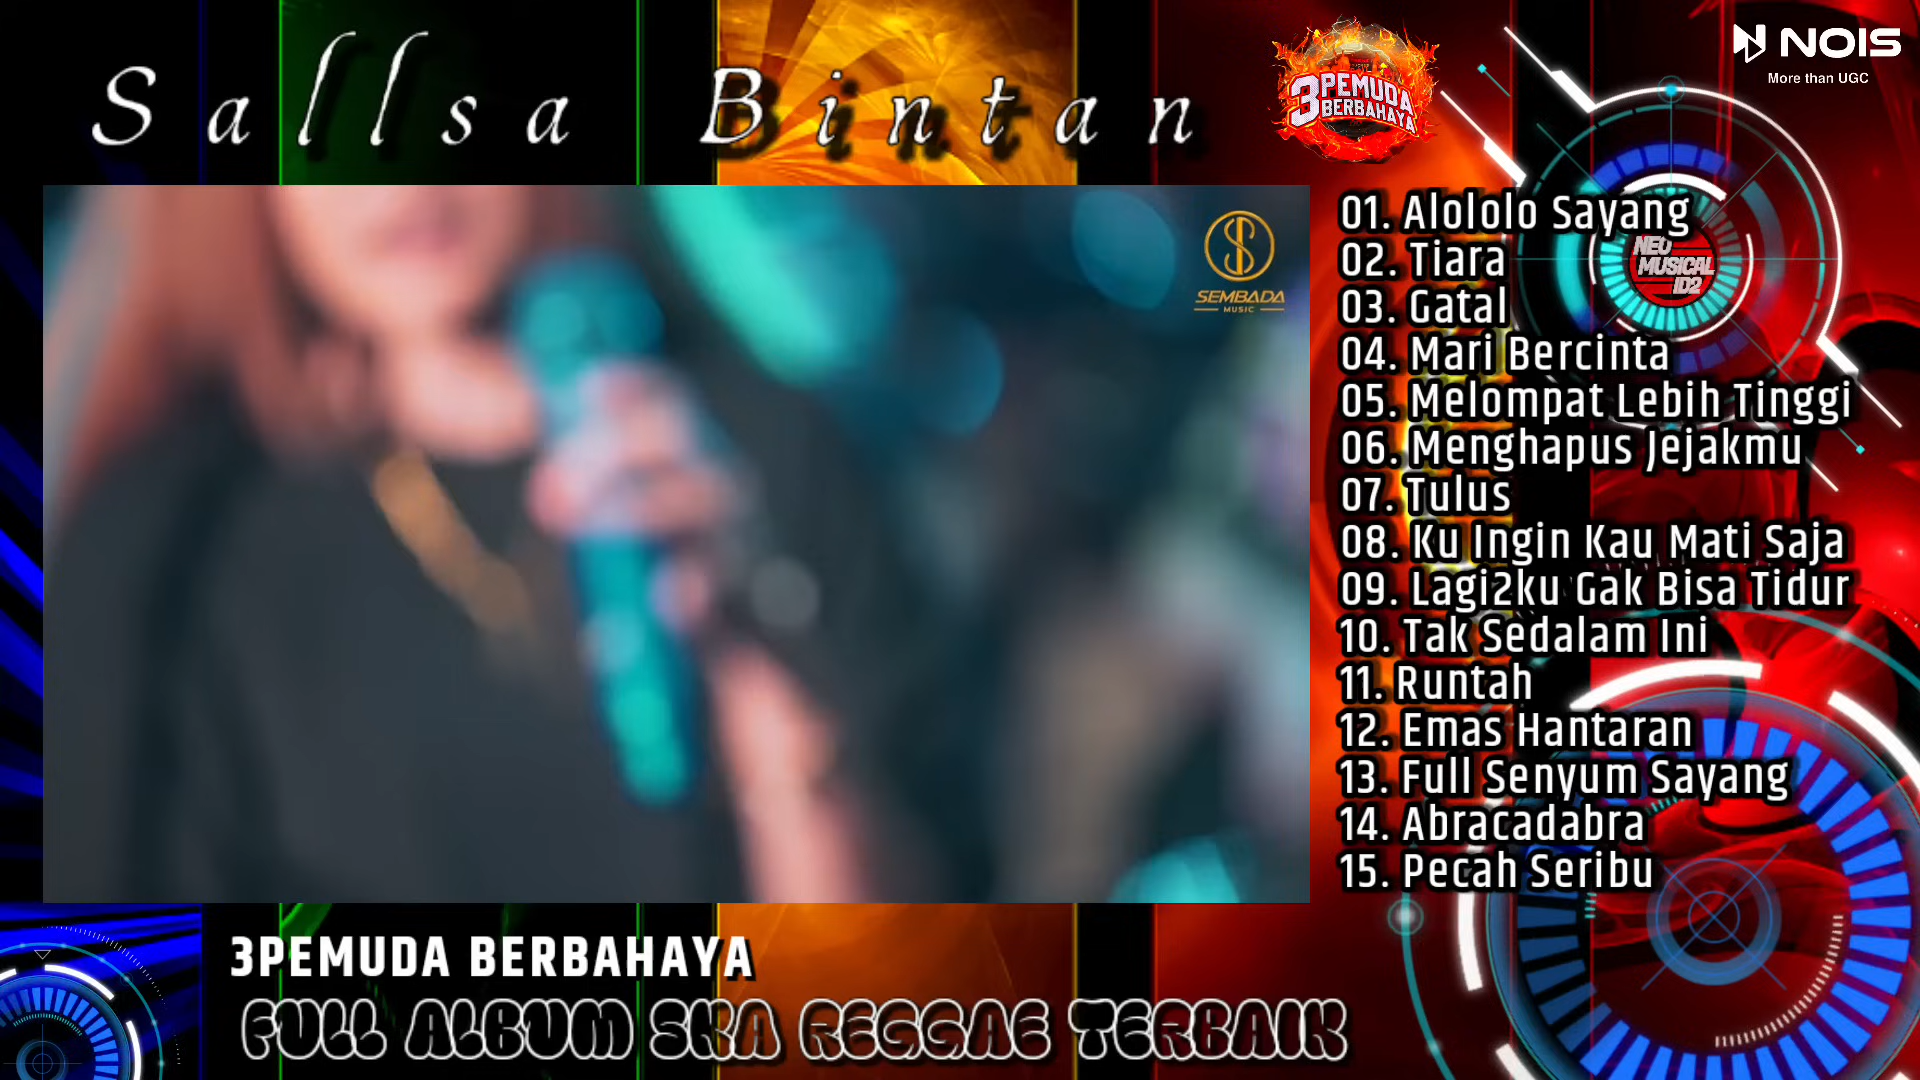 Sallsa Bintan
3PEMUDA
BERBAHAYA
NOIS
More than UGC
SEMBADA
MUSIC
NEO
MUSICAL
ID2
01. Alololo Sayang
02. Tiara
03. Gatal
04. Mari Bercinta
05. Melompat Lebih Tinggi
06. Menghapus Jejakmu
07. Tulus
08. Ku Ingin Kau Mati Saja
09. Lagi2ku Gak Bisa Tidur
10. Tak Sedalam Ini
11. Runtah
12. Emas Hantaran
13. Full Senyum Sayang
14. Abracadabra
15. Pecah Seribu
3PEMUDA BERBAHAYA
FULL ALBUM SKA REGGAE TERBAIK